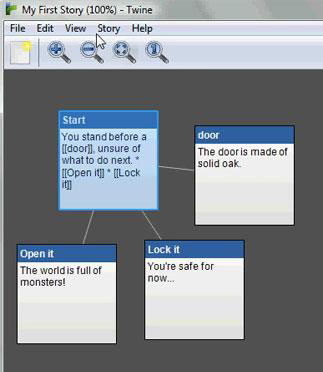 My First Story (100%) - Twine
File Edit View Story Help
Start
You stand before a
[[door]], unsure of
what to do next. *
[[Open it]] * [[Lock
it]]
door
The door is made of
solid oak.
Open it
The world is full of
monsters!
Lock it
You're safe for
now...